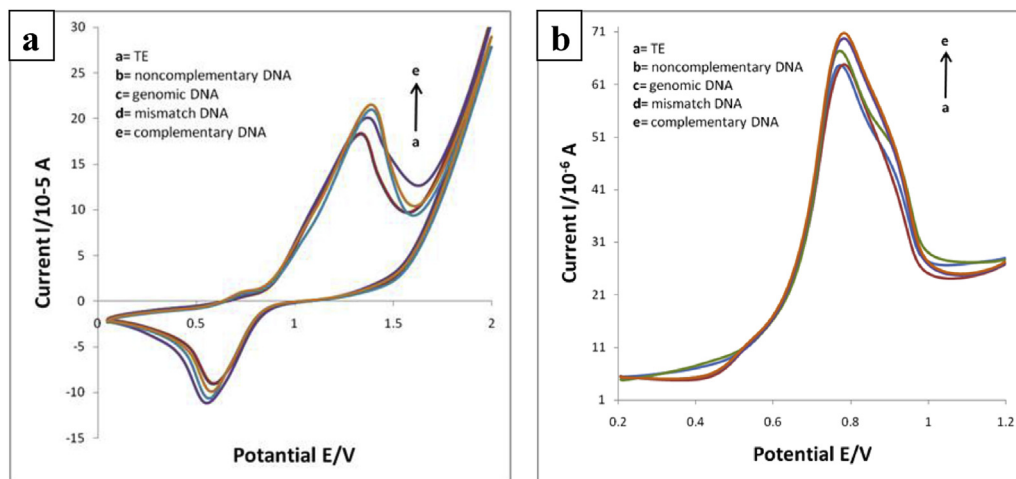 a
30
25
20
15
10
5
0
-5
-10
-15
0
0.5
1
1.5
2
Current I/10-5 A
Potantial E/V
a= TE
b= noncomplementary DNA
c= genomic DNA
d= mismatch DNA
e= complementary DNA
e
a
b
71
61
51
41
31
21
11
1
0.2
0.4
0.6
0.8
1
1.2
Current I/10⁻⁶ A
Potential E/V
a= TE
b= noncomplementary DNA
c= genomic DNA
d= mismatch DNA
e= complementary DNA
e
a